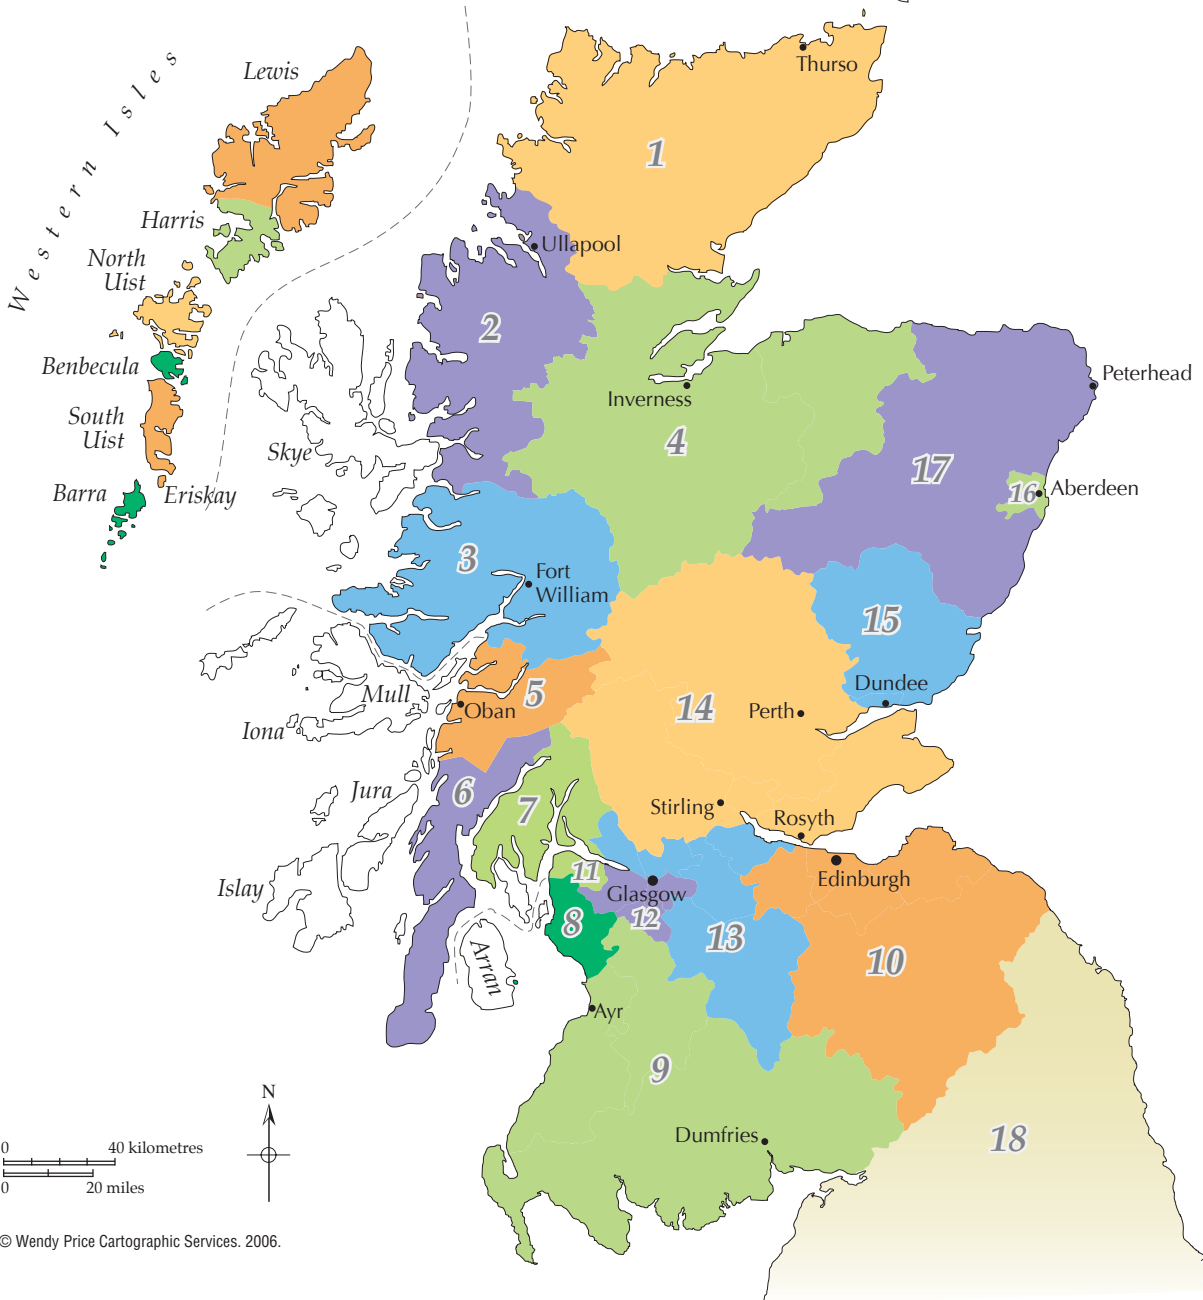 Western Isles
Lewis
Harris
North
Uist
Benbecula
South
Uist
Barra
Eriskay
Skye
Thurso
1
Ullapool
2
Inverness
4
Peterhead
17
16
Aberdeen
3
Fort
William
15
Dundee
Mull
Oban
5
14
Perth
Iona
Jura
6
7
Stirling
Rosyth
Islay
11
Glasgow
Edinburgh
8
12
13
10
Arran
Ayr
9
Dumfries
18
N
0
40 kilometres
0
20 miles
© Wendy Price Cartographic Services. 2006.